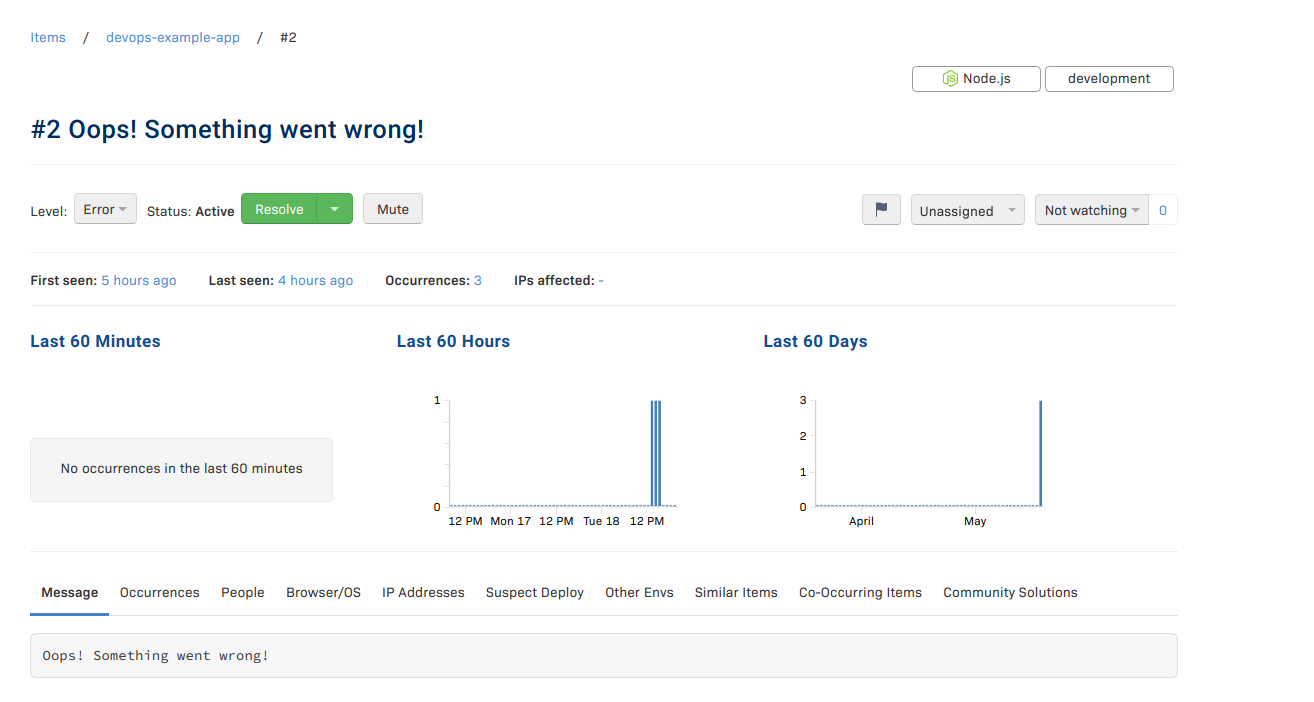 Items / devops-example-app / #2
Node.js development
#2 Oops! Something went wrong!
Level: Error Status: Active Resolve Mute Unassigned Not watching 0
First seen: 5 hours ago Last seen: 4 hours ago Occurrences: 3 IPs affected: -
Last 60 Minutes Last 60 Hours Last 60 Days
No occurrences in the last 60 minutes
1
0
12 PM Mon 17 12 PM Tue 18 12 PM
3
2
1
0
April May
Message Occurrences People Browser/OS IP Addresses Suspect Deploy Other Envs Similar Items Co-Occurring Items Community Solutions
Oops! Something went wrong!